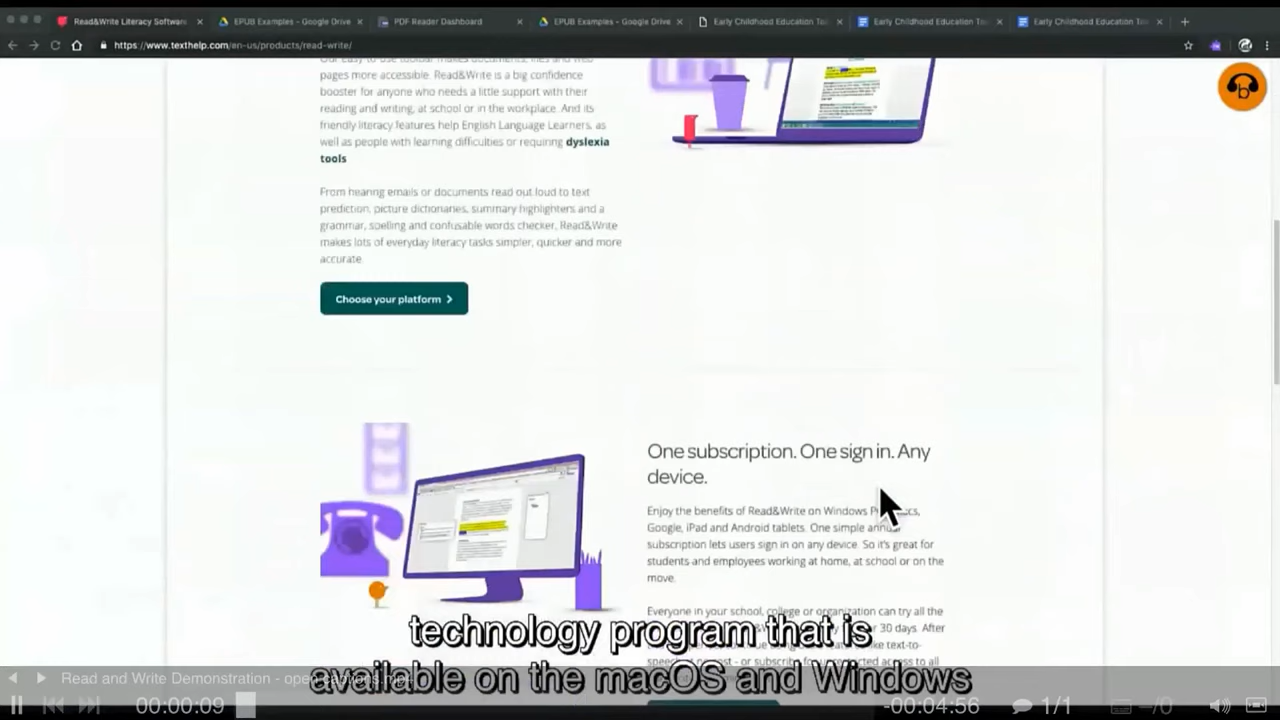 Read&Write Literacy Software
EPUB Examples - Google Drive
PDF Reader Dashboard
EPUB Examples - Google Drive
Early Childhood Education Too
Early Childhood Education Too
Early Childhood Education Too
https://www.texthelp.com/en-us/products/read-write/
Our easy-to-use toolbar makes documents, files and web
pages more accessible. Read&Write is a big confidence
booster for anyone who needs a little support with their
reading and writing, at school or in the workplace. And its
friendly literacy features help English Language Learners, as
well as people with learning difficulties or requiring dyslexia
tools
From hearing emails or documents read out loud to text
prediction, picture dictionaries, summary highlighters and a
grammar, spelling and confusable words checker, Read&Write
makes lots of everyday literacy tasks simpler, quicker and more
accurate.
Choose your platform
One subscription. One sign in. Any
device.
Enjoy the benefits of Read&Write on Windows
Google, iPad and Android tablets. One simple annual
subscription lets users sign in on any device. So it's great for
students and employees working at home, at school or on the
move.
Everyone in your school, college or organization can try all the
30 days. After
text-to-
access to all
technology program that is
available on the macOS and Windows
Read and Write Demonstration - open captions.mp4
00:00:09
-00:04:56
1/1
–/0